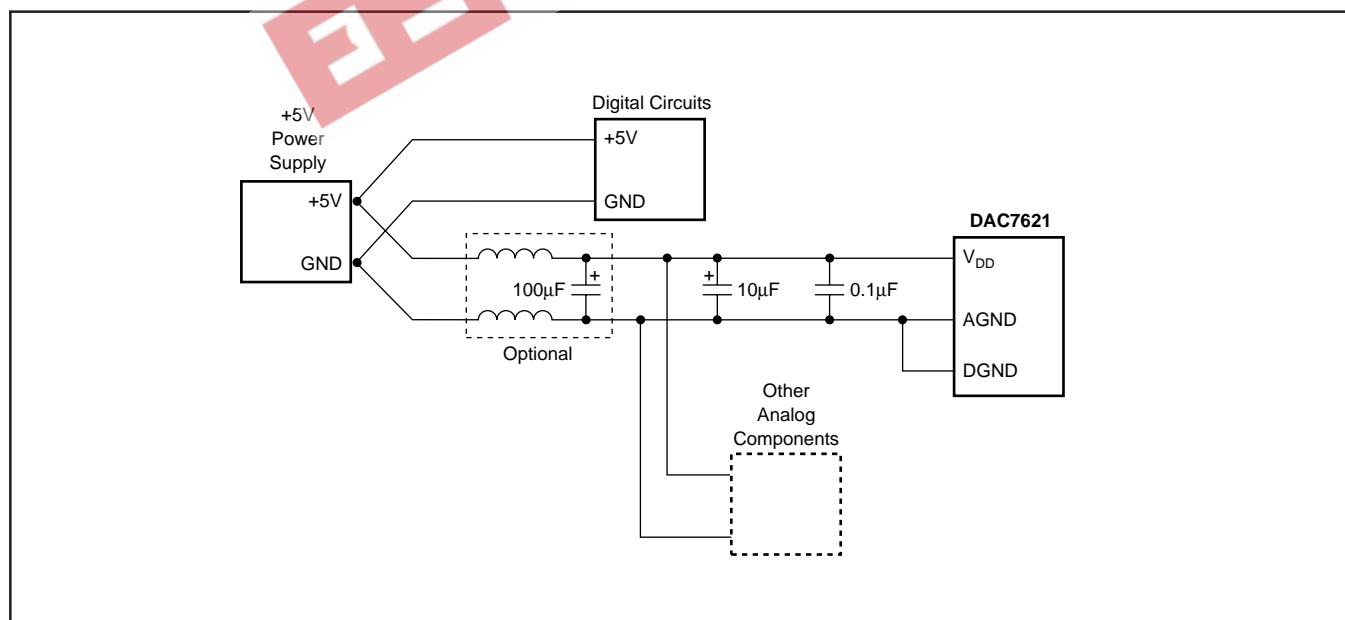 +5V
Power
Supply
+5V
GND
Digital Circuits
+5V
GND
100μF
+
Optional
+
10μF
0.1μF
DAC7621
VDD
AGND
DGND
Other
Analog
Components